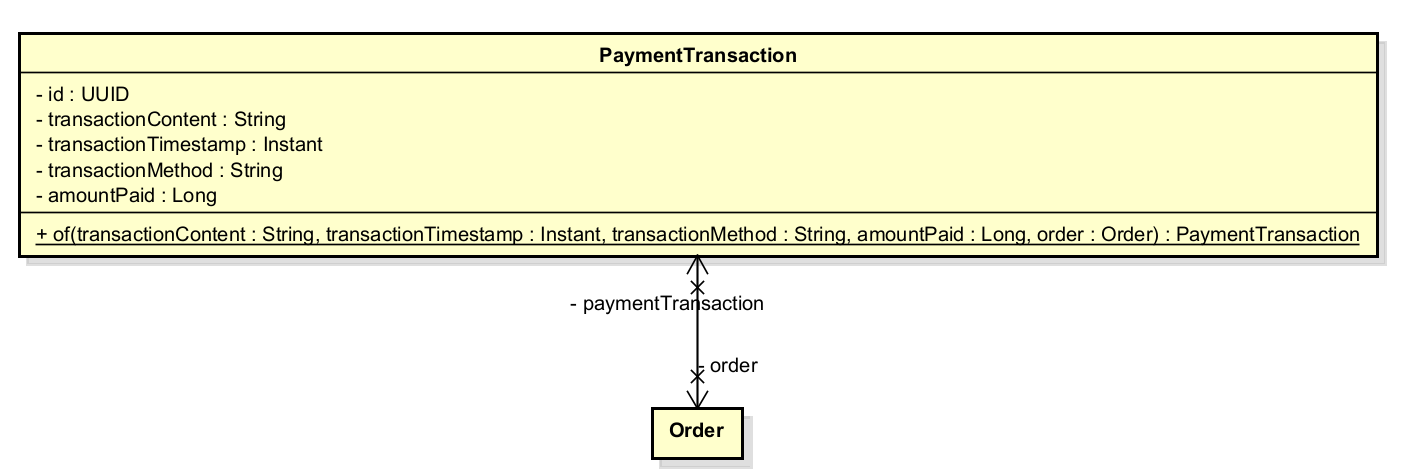 PaymentTransaction
- id : UUID
- transactionContent : String
- transactionTimestamp : Instant
- transactionMethod : String
- amountPaid : Long
+ of(transactionContent : String, transactionTimestamp : Instant, transactionMethod : String, amountPaid : Long, order : Order) : PaymentTransaction
- paymentTransaction
- order
Order